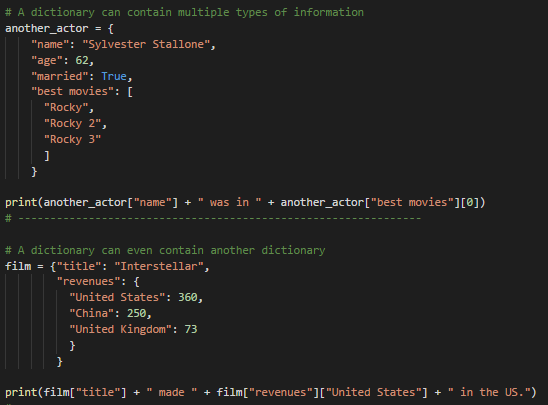 # A dictionary can contain multiple types of information
another_actor = {
    "name": "Sylvester Stallone",
    "age": 62,
    "married": True,
    "best movies": [
      "Rocky",
      "Rocky 2",
      "Rocky 3"
      ]
    }

print(another_actor["name"] + " was in " + another_actor["best movies"][0])
# ---------------------------------------------------------------

# A dictionary can even contain another dictionary
film = {"title": "Interstellar",
        "revenues": {
          "United States": 360,
          "China": 250,
          "United Kingdom": 73
          }
        }

print(film["title"] + " made " + film["revenues"]["United States"] + " in the US.")